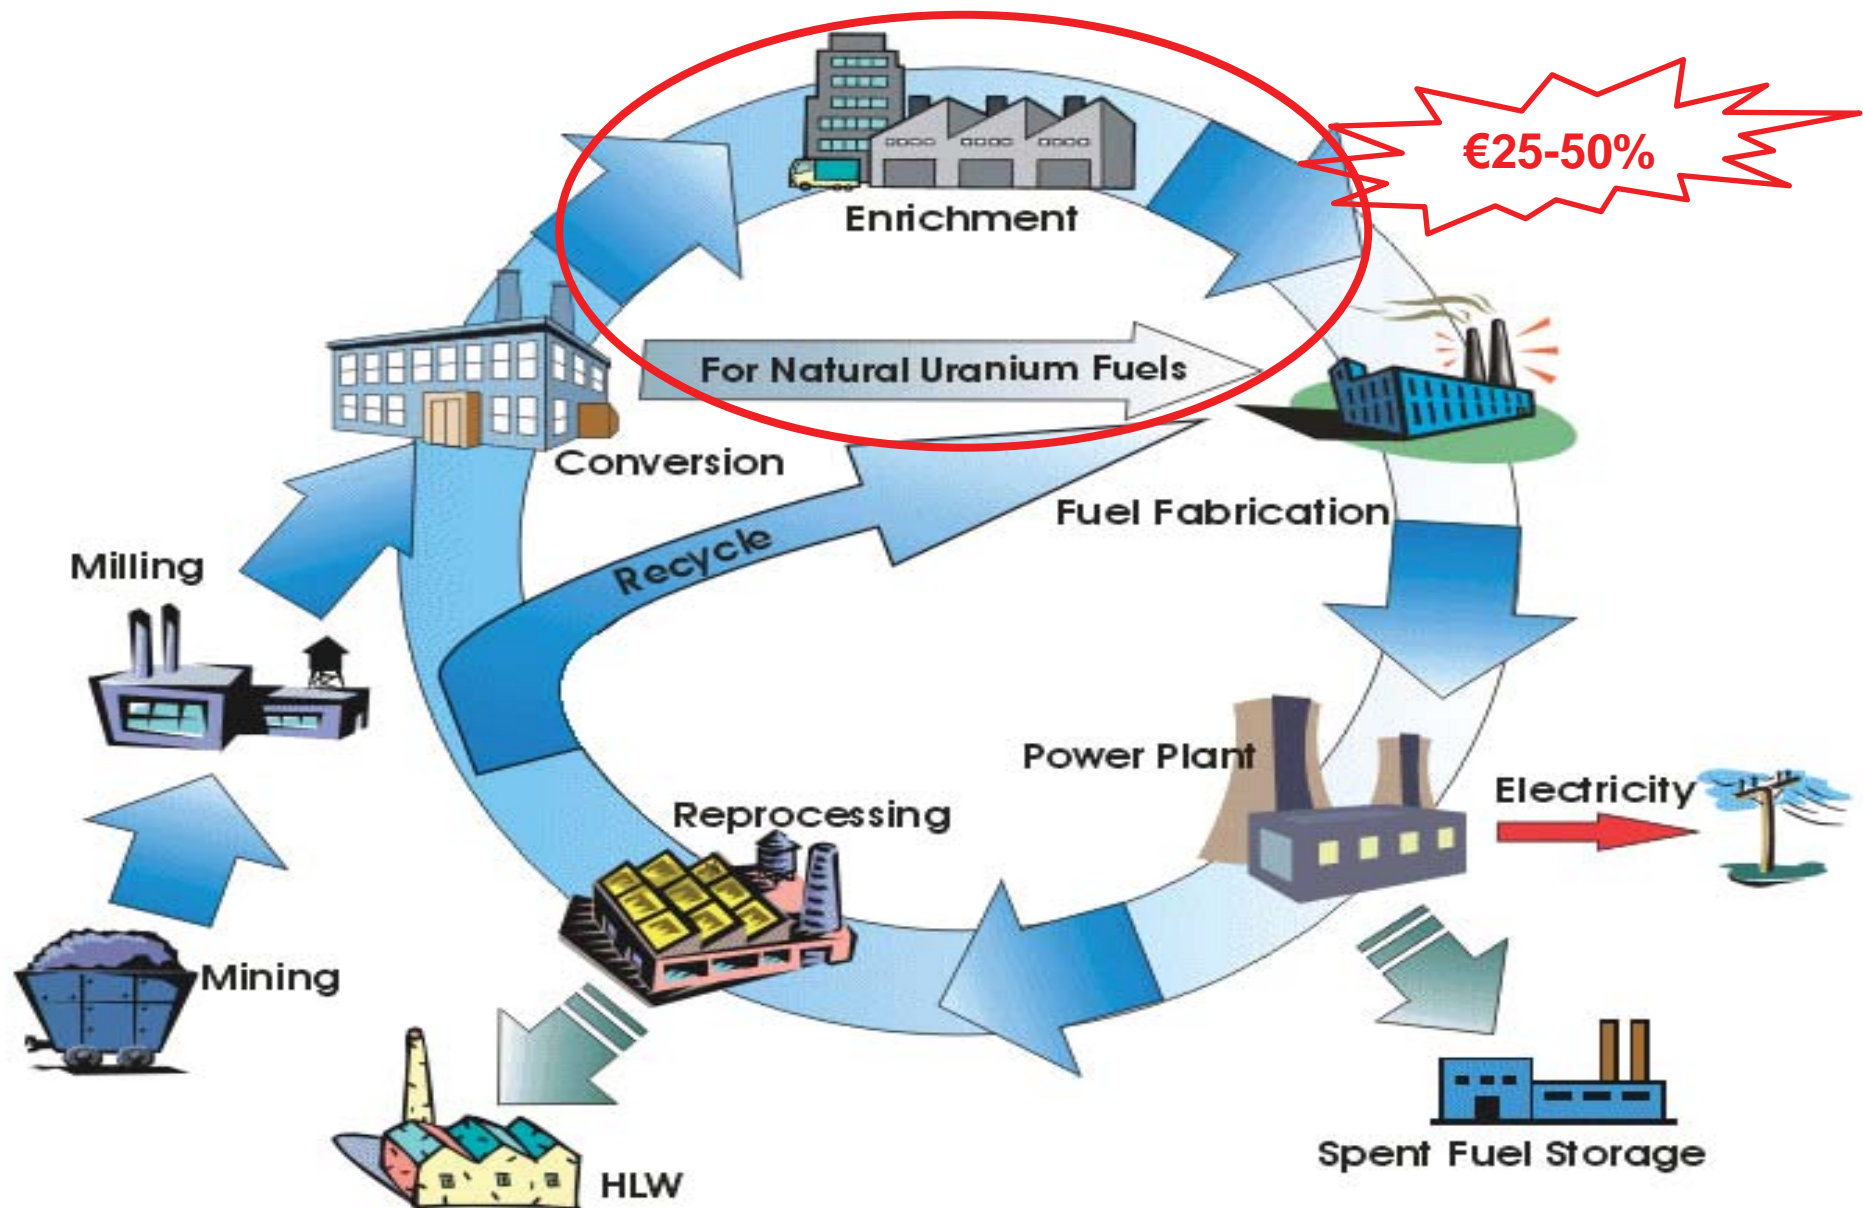 €25-50%
Enrichment
For Natural Uranium Fuels
Conversion
Fuel Fabrication
Recycle
Milling
Power Plant
Electricity
Reprocessing
Mining
Spent Fuel Storage
HLW